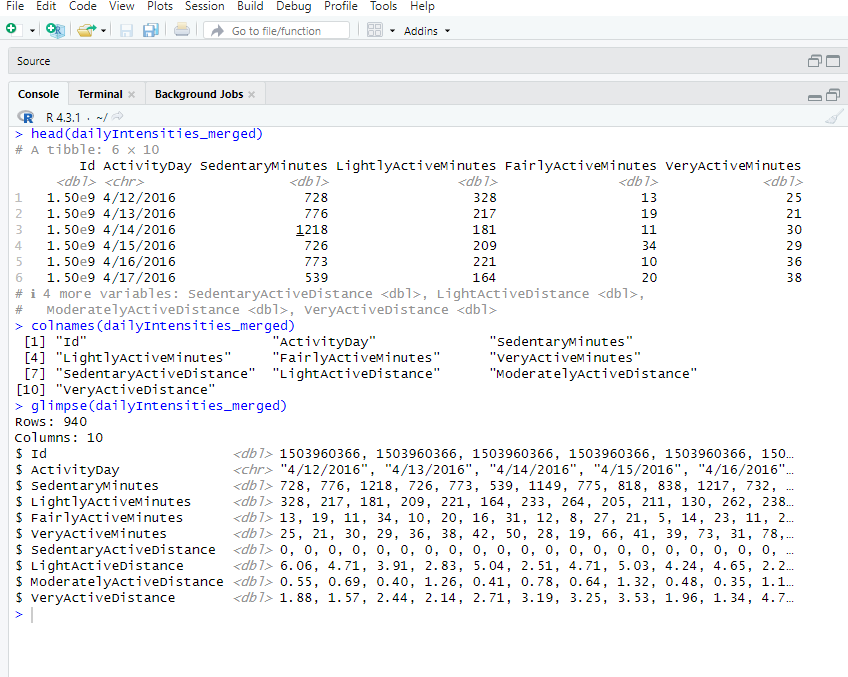 File Edit Code View Plots Session Build Debug Profile Tools Help
Go to file/function Addins
Source
Console Terminal Background Jobs
R 4.3.1 · ~/
> head(dailyIntensities_merged)
# A tibble: 6 × 10
Id ActivityDay SedentaryMinutes LightlyActiveMinutes FairlyActiveMinutes VeryActiveMinutes
<dbl> <chr> <dbl> <dbl> <dbl> <dbl>
1 1.50e9 4/12/2016 728 328 13 25
2 1.50e9 4/13/2016 776 217 19 21
3 1.50e9 4/14/2016 1218 181 11 30
4 1.50e9 4/15/2016 726 209 34 29
5 1.50e9 4/16/2016 773 221 10 36
6 1.50e9 4/17/2016 539 164 20 38
# ℹ 4 more variables: SedentaryActiveDistance <dbl>, LightActiveDistance <dbl>,
# ModeratelyActiveDistance <dbl>, VeryActiveDistance <dbl>
> colnames(dailyIntensities_merged)
[1] "Id" "ActivityDay" "SedentaryMinutes"
[4] "LightlyActiveMinutes" "FairlyActiveMinutes" "VeryActiveMinutes"
[7] "SedentaryActiveDistance" "LightActiveDistance" "ModeratelyActiveDistance"
[10] "VeryActiveDistance"
> glimpse(dailyIntensities_merged)
Rows: 940
Columns: 10
$ Id <dbl> 1503960366, 1503960366, 1503960366, 1503960366, 1503960366, 150…
$ ActivityDay <chr> "4/12/2016", "4/13/2016", "4/14/2016", "4/15/2016", "4/16/2016"…
$ SedentaryMinutes <dbl> 728, 776, 1218, 726, 773, 539, 1149, 775, 818, 838, 1217, 732, …
$ LightlyActiveMinutes <dbl> 328, 217, 181, 209, 221, 164, 233, 264, 205, 211, 130, 262, 238…
$ FairlyActiveMinutes <dbl> 13, 19, 11, 34, 10, 20, 16, 31, 12, 8, 27, 21, 5, 14, 23, 11, 2…
$ VeryActiveMinutes <dbl> 25, 21, 30, 29, 36, 38, 42, 50, 28, 19, 66, 41, 39, 73, 31, 78,…
$ SedentaryActiveDistance <dbl> 0, 0, 0, 0, 0, 0, 0, 0, 0, 0, 0, 0, 0, 0, 0, 0, 0, 0, 0, 0, 0, …
$ LightActiveDistance <dbl> 6.06, 4.71, 3.91, 2.83, 5.04, 2.51, 4.71, 5.03, 4.24, 4.65, 2.2…
$ ModeratelyActiveDistance <dbl> 0.55, 0.69, 0.40, 1.26, 0.41, 0.78, 0.64, 1.32, 0.48, 0.35, 1.1…
$ VeryActiveDistance <dbl> 1.88, 1.57, 2.44, 2.14, 2.71, 3.19, 3.25, 3.53, 1.96, 1.34, 4.7…
>